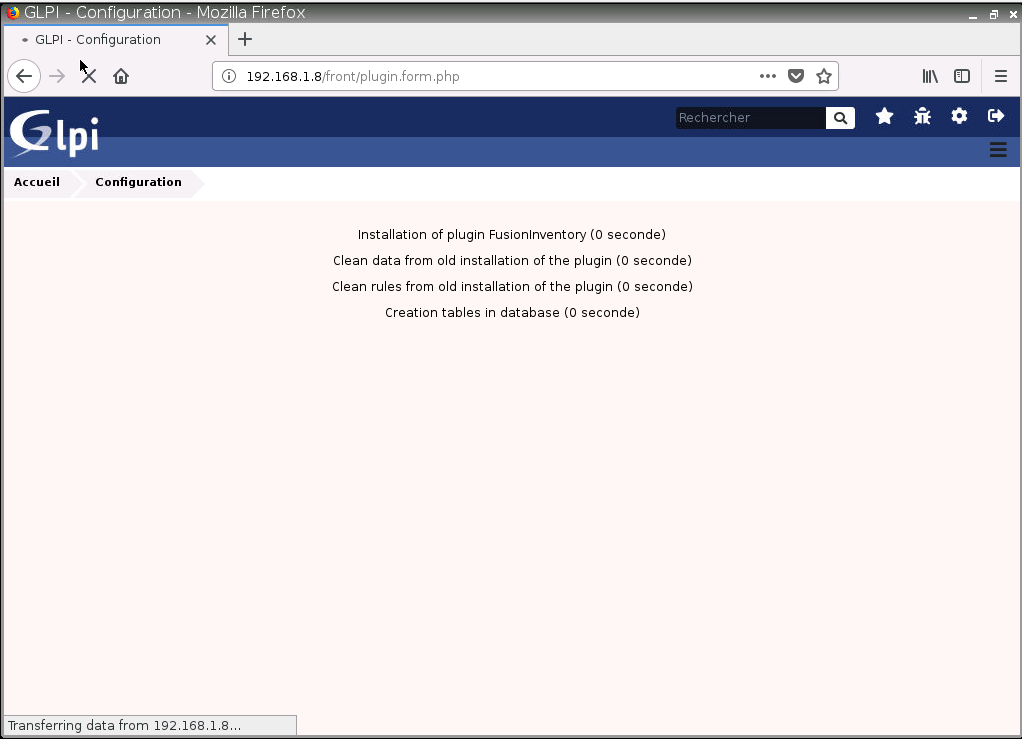 GLPI - Configuration - Mozilla Firefox
GLPI - Configuration
192.168.1.8/front/plugin.form.php
Glpi
Rechercher
Accueil
Configuration
Installation of plugin FusionInventory (0 seconde)
Clean data from old installation of the plugin (0 seconde)
Clean rules from old installation of the plugin (0 seconde)
Creation tables in database (0 seconde)
Transferring data from 192.168.1.8...